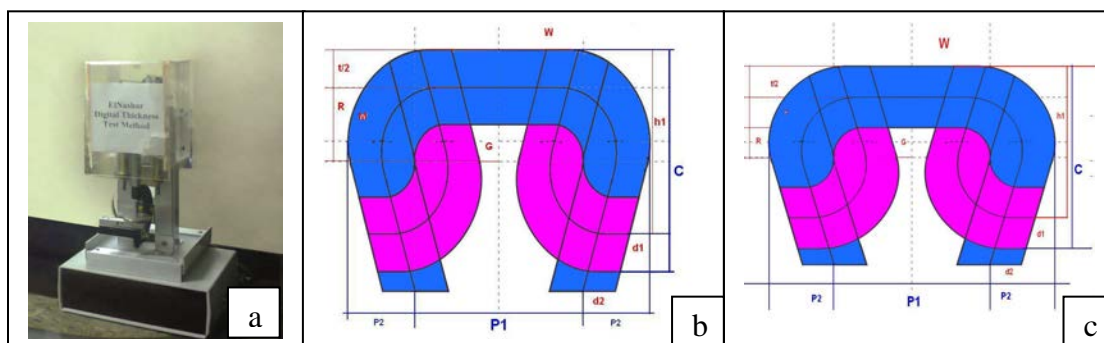 ElNashar
Digital Thickness
Test Method
a
W
t/2
R
G
h1
C
d1
d2
P2
P1
P2
b
W
t/2
R
G
h1
C
d1
d2
P2
P1
P2
c